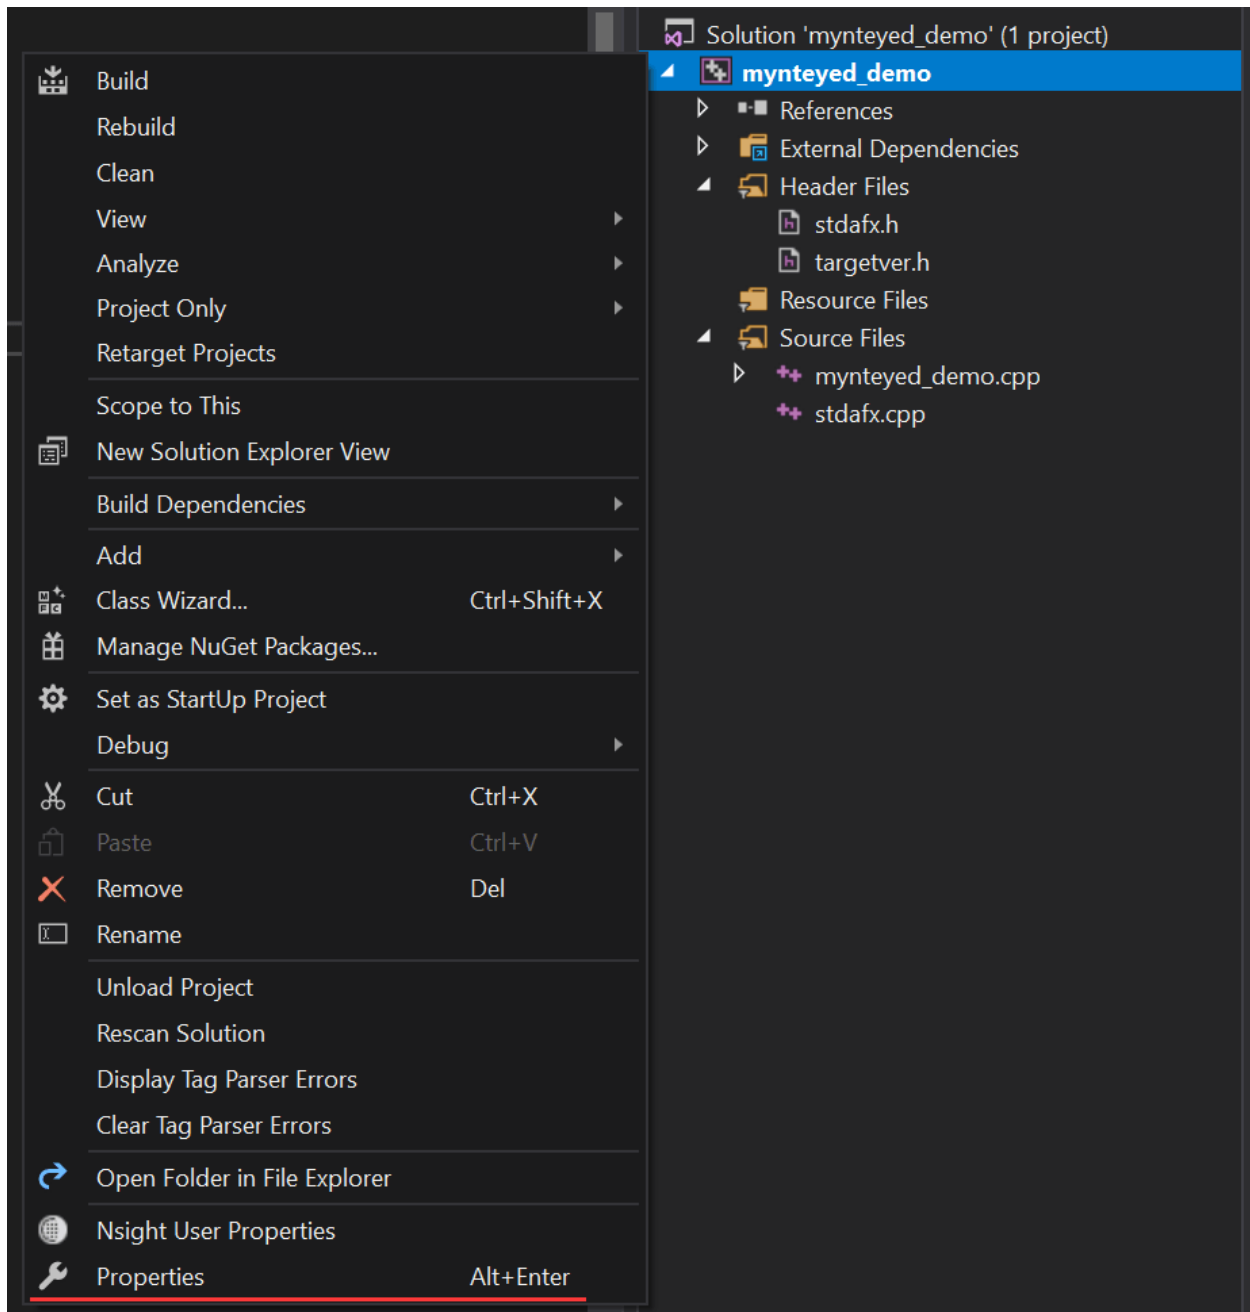 Build
Rebuild
Clean
View
Analyze
Project Only
Retarget Projects
Scope to This
New Solution Explorer View
Build Dependencies
Add
Class Wizard... Ctrl+Shift+X
Manage NuGet Packages...
Set as StartUp Project
Debug
Cut Ctrl+X
Paste Ctrl+V
Remove Del
Rename
Unload Project
Rescan Solution
Display Tag Parser Errors
Clear Tag Parser Errors
Open Folder in File Explorer
Nsight User Properties
Properties Alt+Enter
Solution 'mynteyed_demo' (1 project)
mynteyed_demo
References
External Dependencies
Header Files
stdafx.h
targetver.h
Resource Files
Source Files
mynteyed_demo.cpp
stdafx.cpp